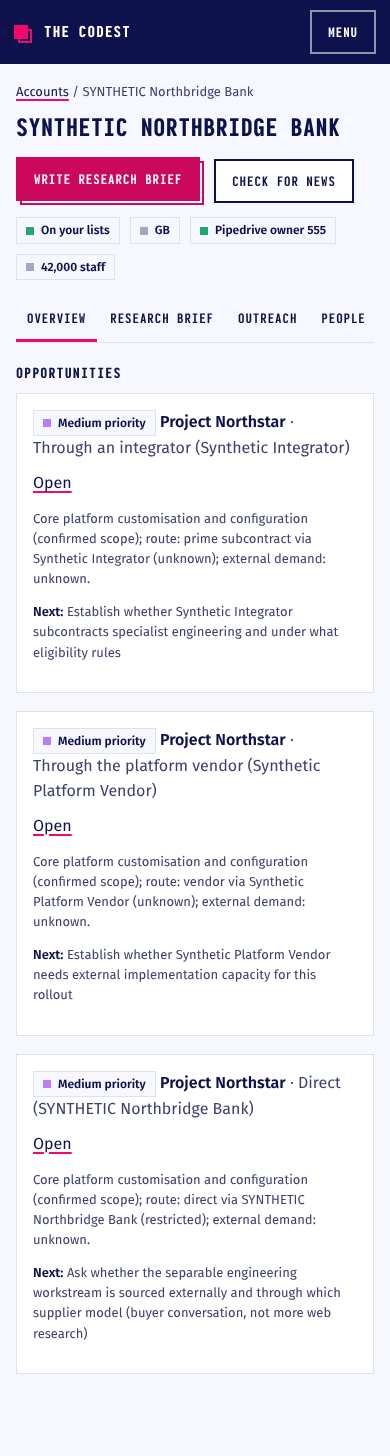 THE CODEST
MENU
Accounts / SYNTHETIC Northbridge Bank
SYNTHETIC NORTHBRIDGE BANK
WRITE RESEARCH BRIEF
CHECK FOR NEWS
On your lists
GB
Pipedrive owner 555
42,000 staff
OVERVIEW
RESEARCH BRIEF
OUTREACH
PEOPLE
OPPORTUNITIES
Medium priority Project Northstar ·
Through an integrator (Synthetic Integrator)
Open
Core platform customisation and configuration
(confirmed scope); route: prime subcontract via
Synthetic Integrator (unknown); external demand:
unknown.
Next: Establish whether Synthetic Integrator
subcontracts specialist engineering and under what
eligibility rules
Medium priority Project Northstar ·
Through the platform vendor (Synthetic
Platform Vendor)
Open
Core platform customisation and configuration
(confirmed scope); route: vendor via Synthetic
Platform Vendor (unknown); external demand:
unknown.
Next: Establish whether Synthetic Platform Vendor
needs external implementation capacity for this
rollout
Medium priority Project Northstar · Direct
(SYNTHETIC Northbridge Bank)
Open
Core platform customisation and configuration
(confirmed scope); route: direct via SYNTHETIC
Northbridge Bank (restricted); external demand:
unknown.
Next: Ask whether the separable engineering
workstream is sourced externally and through which
supplier model (buyer conversation, not more web
research)